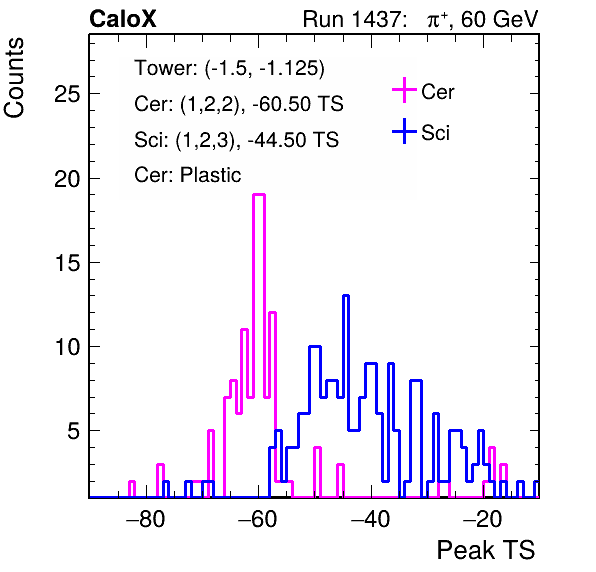 CaloX Run 1437: π⁺, 60 GeV
Counts
Tower: (-1.5, -1.125)
Cer: (1,2,2), -60.50 TS
Sci: (1,2,3), -44.50 TS
Cer: Plastic
Cer
Sci
25
20
15
10
5
−80 −60 −40 −20
Peak TS